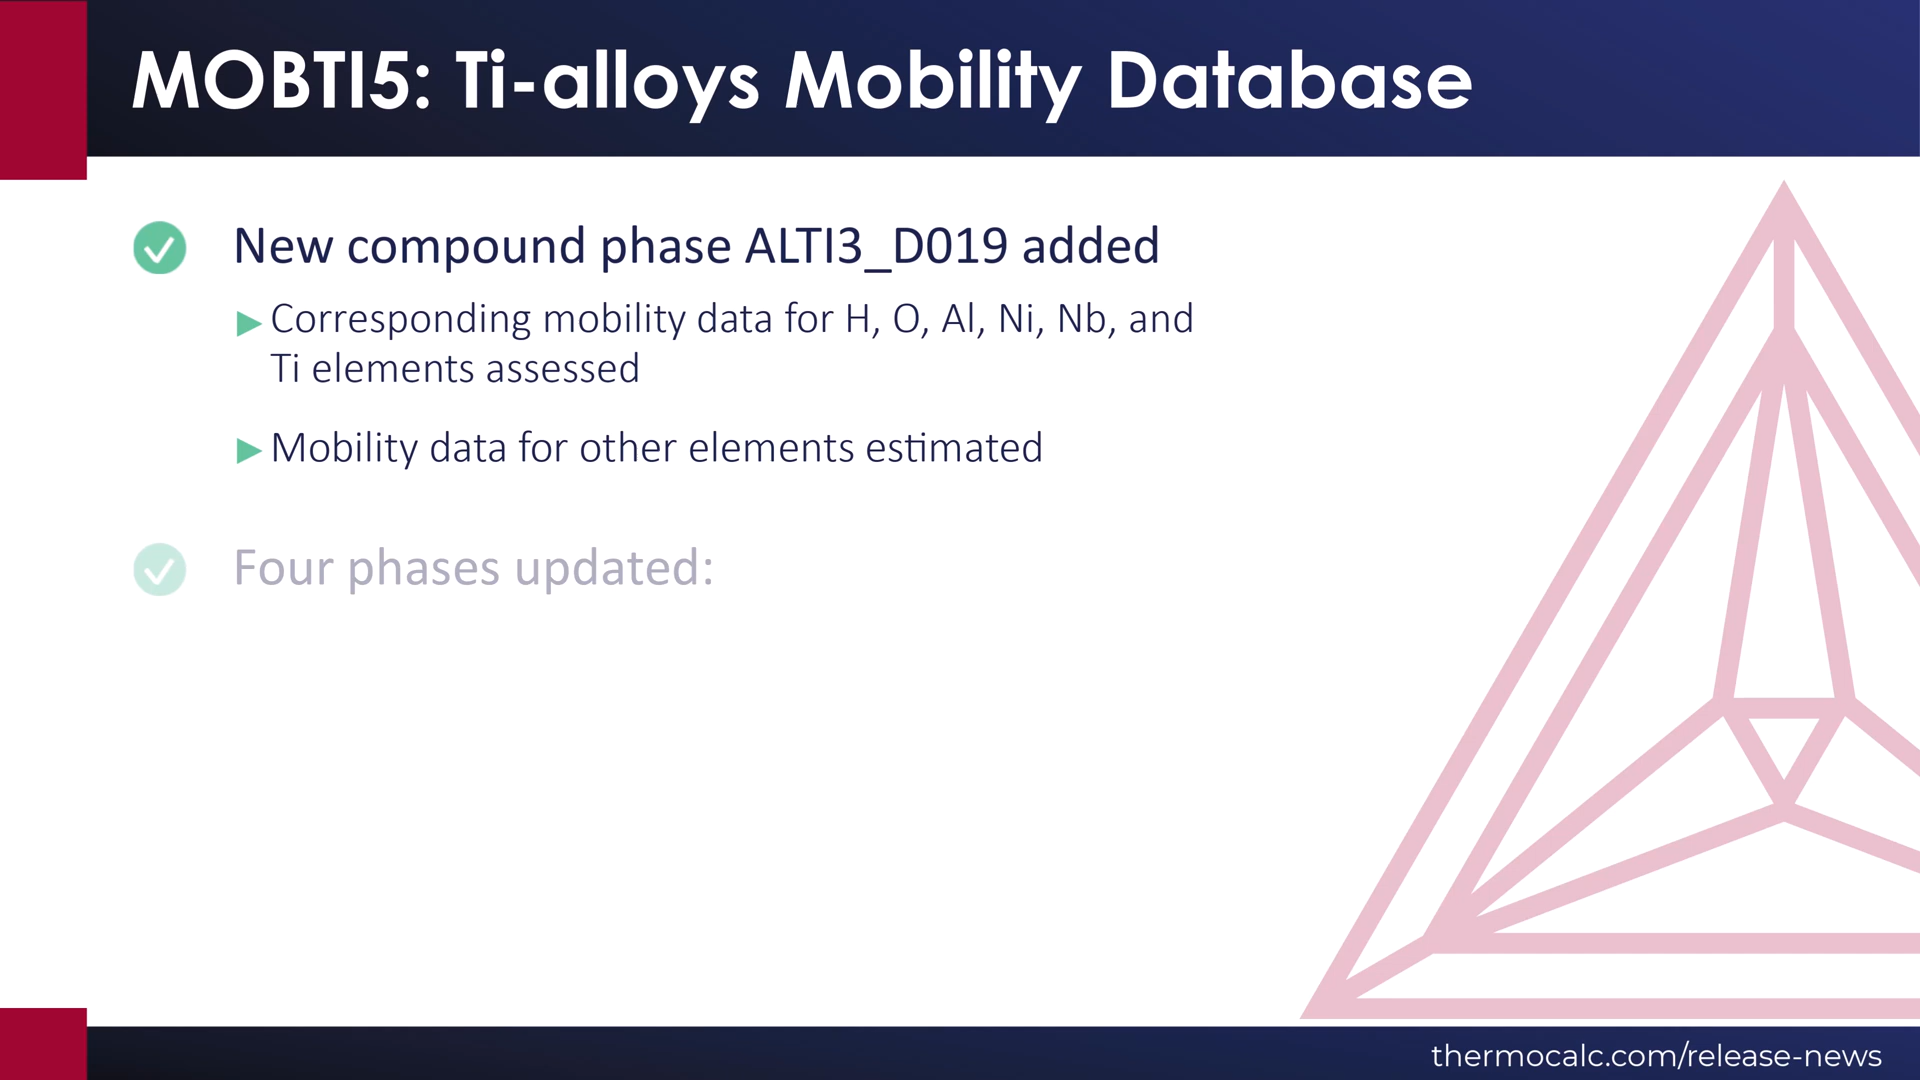 MOBTI5: Ti-alloys Mobility Database
New compound phase ALTI3_D019 added
Corresponding mobility data for H, O, Al, Ni, Nb, and
Ti elements assessed
Mobility data for other elements estimated
Four phases updated:
thermocalc.com/release-news